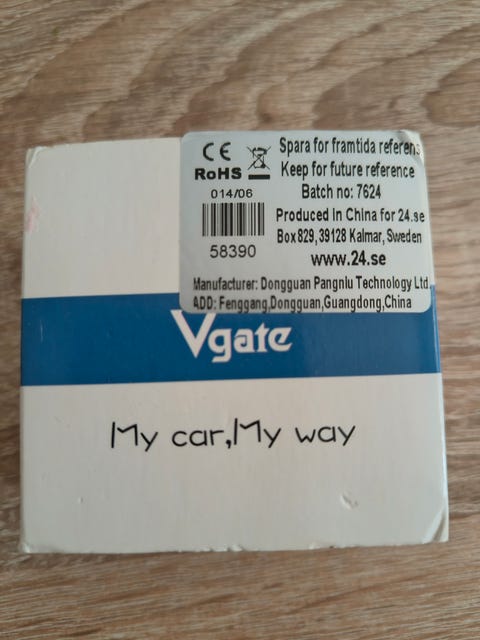 CE
RoHS
014/06
58390
Spara for framtida referens
Keep for future reference
Batch no: 7624
Produced in China for 24.se
Box 829, 39128 Kalmar, Sweden
www.24.se
Manufacturer: Dongguan Pangniu Technology Ltd.
ADD: Fenggang,Dongguan,Guangdong,China
Vgate
My car,My way